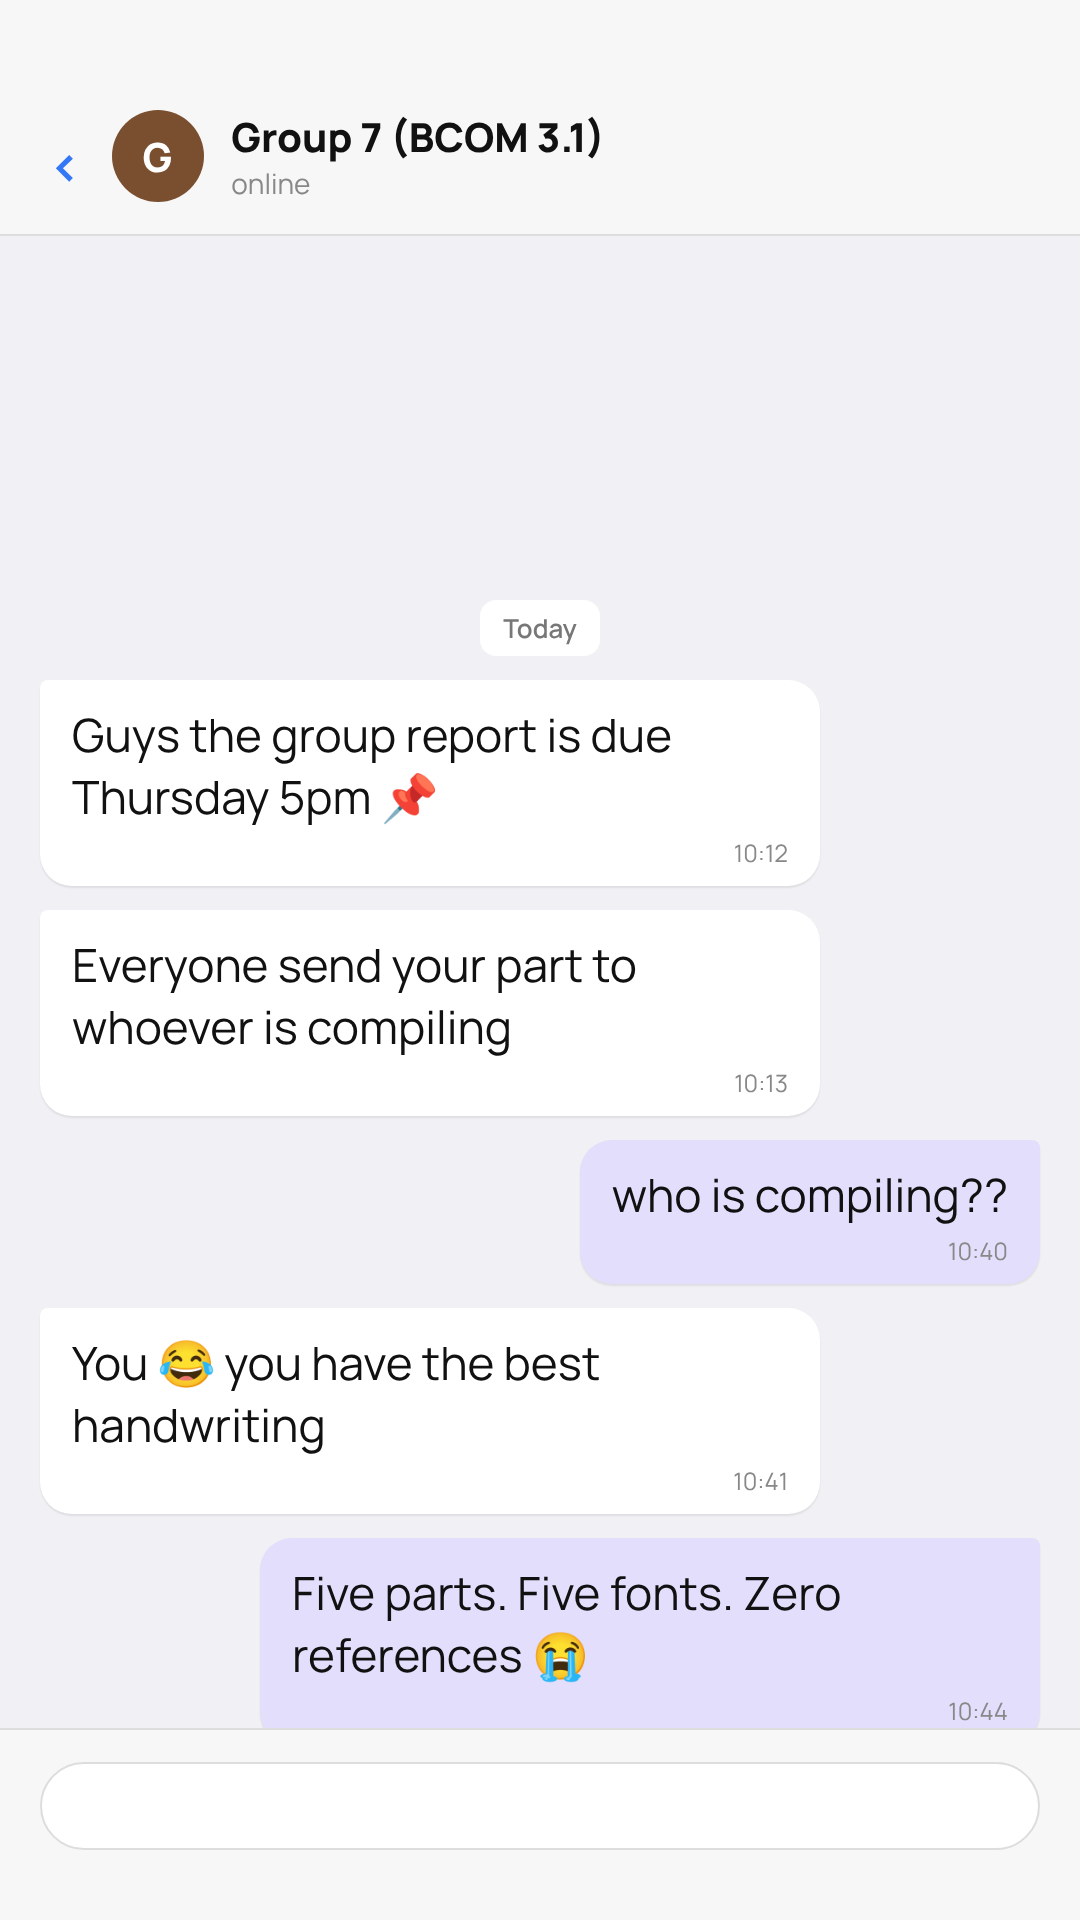 G
Group 7 (BCOM 3.1)
online
Today
Guys the group report is due
Thursday 5pm 📌
10:12
Everyone send your part to
whoever is compiling
10:13
who is compiling??
10:40
You 😂 you have the best
handwriting
10:41
Five parts. Five fonts. Zero
references 😭
10:44